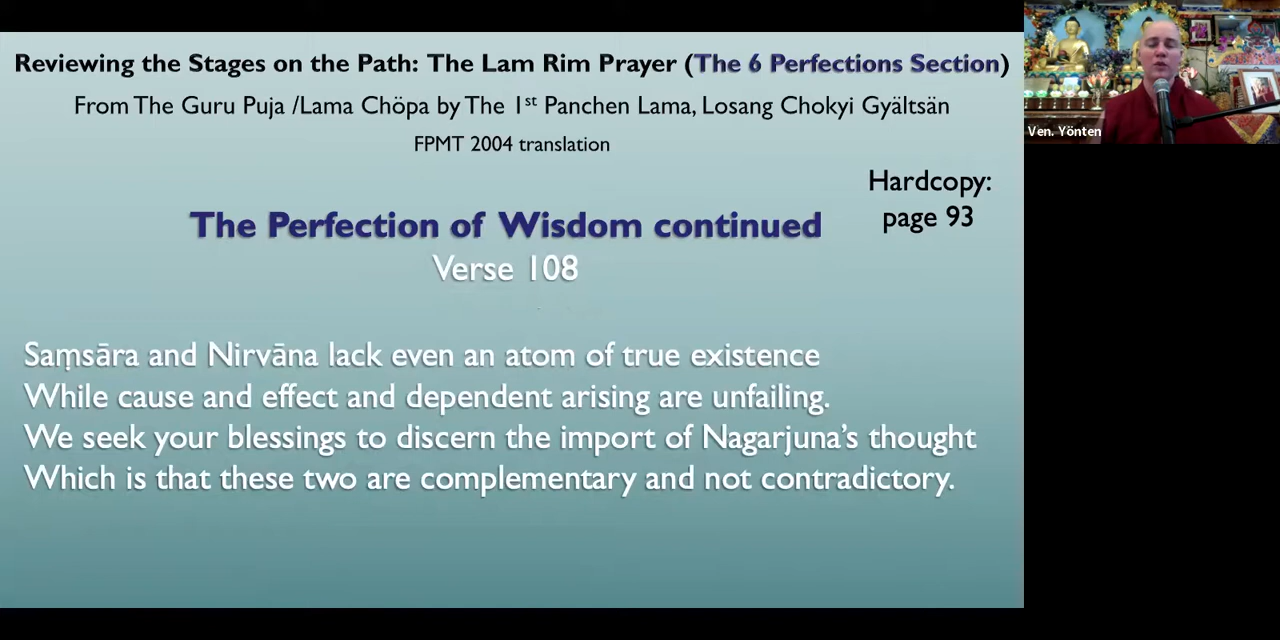 Reviewing the Stages on the Path: The Lam Rim Prayer (The 6 Perfections Section)
From The Guru Puja /Lama Chöpa by The 1st Panchen Lama, Losang Chokyi Gyältsän
FPMT 2004 translation
Hardcopy:
page 93
The Perfection of Wisdom continued
Verse 108
Saṃsāra and Nirvāna lack even an atom of true existence
While cause and effect and dependent arising are unfailing.
We seek your blessings to discern the import of Nagarjuna's thought
Which is that these two are complementary and not contradictory.
Ven. Yönten